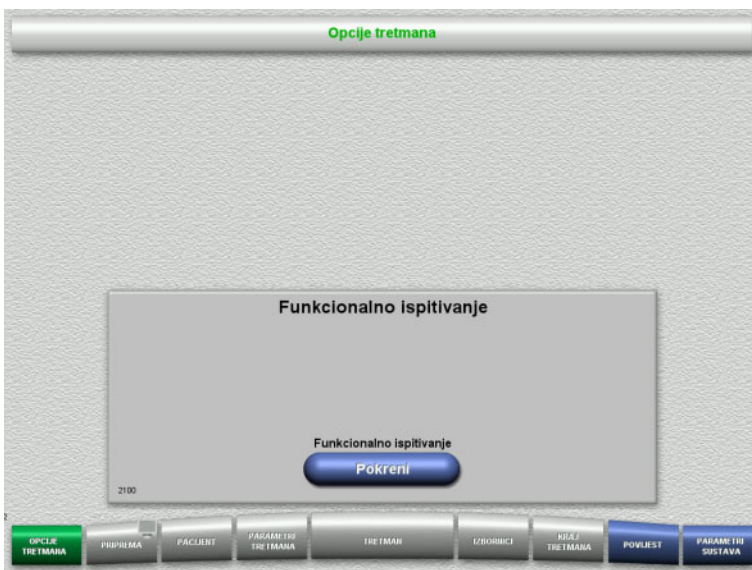 Opcije tretmana
Funkcionalno ispitivanje
Funkcionalno ispitivanje
Pokreni
2100
2
OPCIJE
TRETMANA
PRIPREMA
PACIJENT
PARAMETRI
TRETMANA
TRETMAN
IZBORNICI
KRAJ
TRETMANA
POVIJEST
PARAMETRI
SUSTAVA